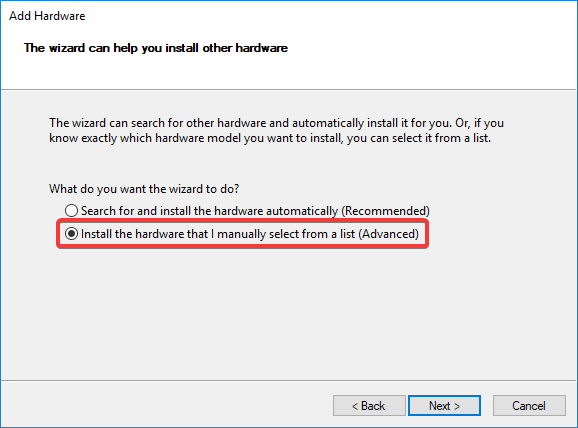 Add Hardware
The wizard can help you install other hardware
The wizard can search for other hardware and automatically install it for you. Or, if you
know exactly which hardware model you want to install, you can select it from a list.
What do you want the wizard to do?
Search for and install the hardware automatically (Recommended)
Install the hardware that I manually select from a list (Advanced)
< Back
Next >
Cancel